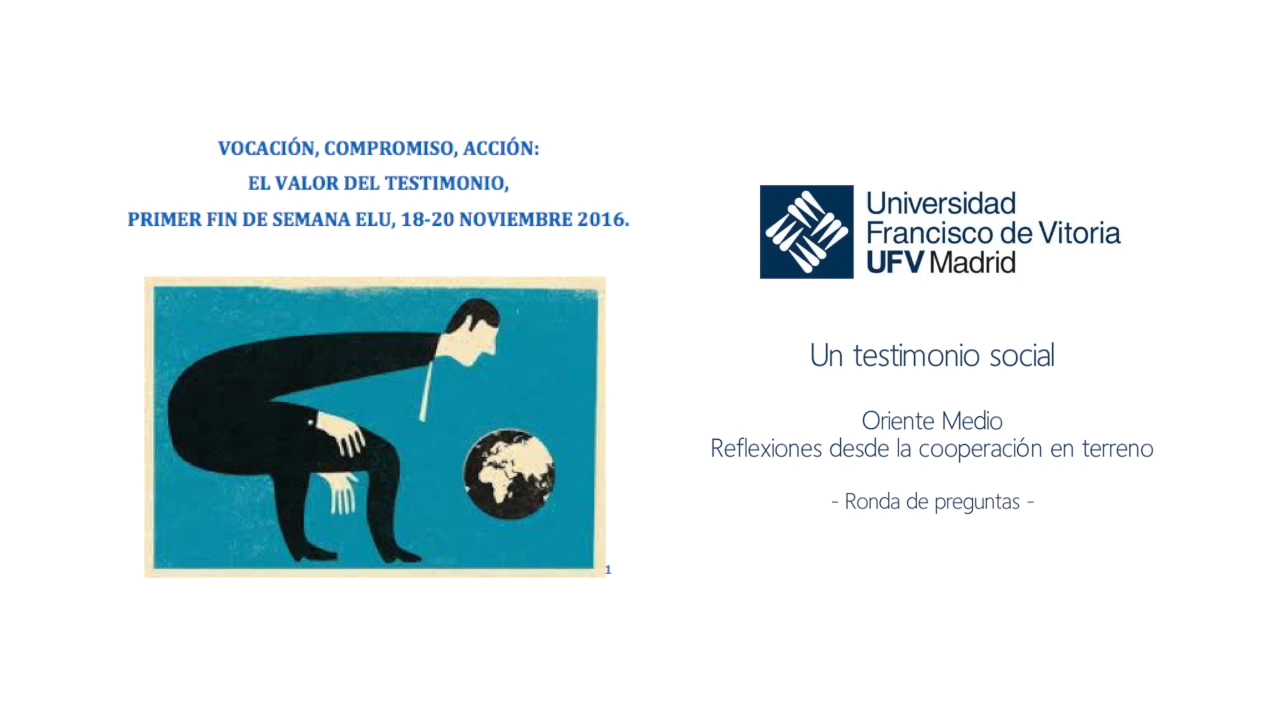 VOCACIÓN, COMPROMISO, ACCIÓN:
EL VALOR DEL TESTIMONIO,
PRIMER FIN DE SEMANA ELU, 18-20 NOVIEMBRE 2016.
1
Universidad
Francisco de Vitoria
UFV Madrid
Un testimonio social
Oriente Medio
Reflexiones desde la cooperación en terreno
- Ronda de preguntas -